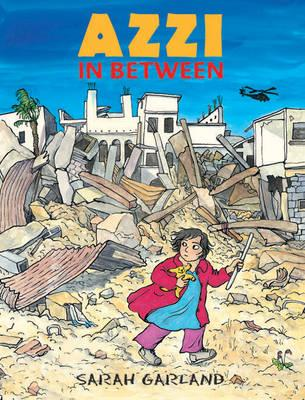 AZZI
IN BETWEEN
SARAH GARLAND